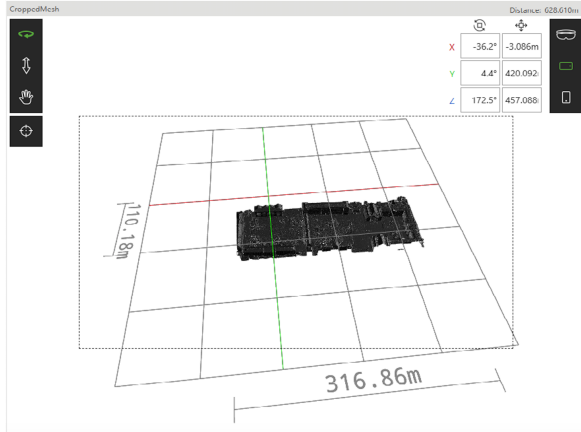 CroppedMesh
Distance: 628.610m
X -36.2° -3.086m
Y 4.4° 420.092
Z 172.5° 457.088
110.18m
316.86m